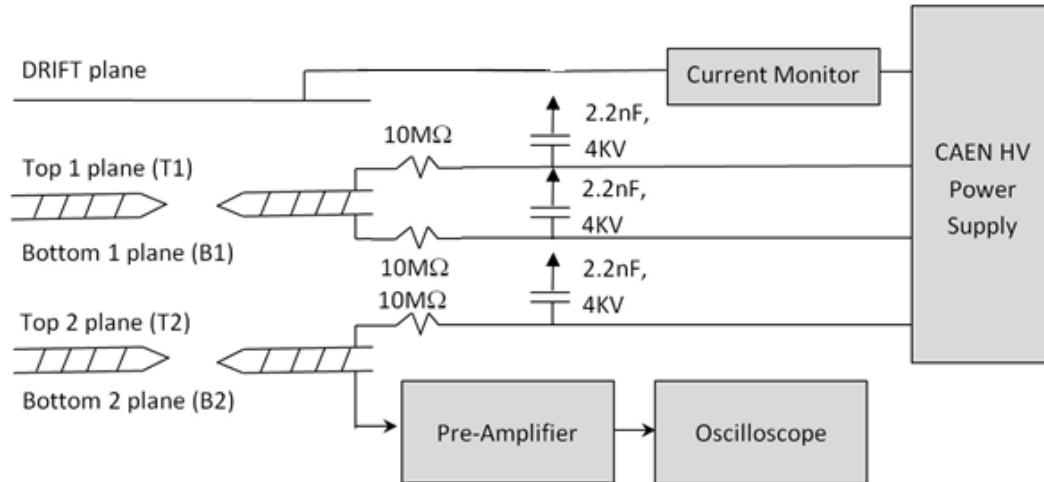 DRIFT plane
Current Monitor
2.2nF,
4KV
10MΩ
CAEN HV
Power
Supply
Top 1 plane (T1)
2.2nF,
4KV
Bottom 1 plane (B1)
10MΩ
10MΩ
2.2nF,
4KV
Top 2 plane (T2)
Bottom 2 plane (B2)
Pre-Amplifier
Oscilloscope